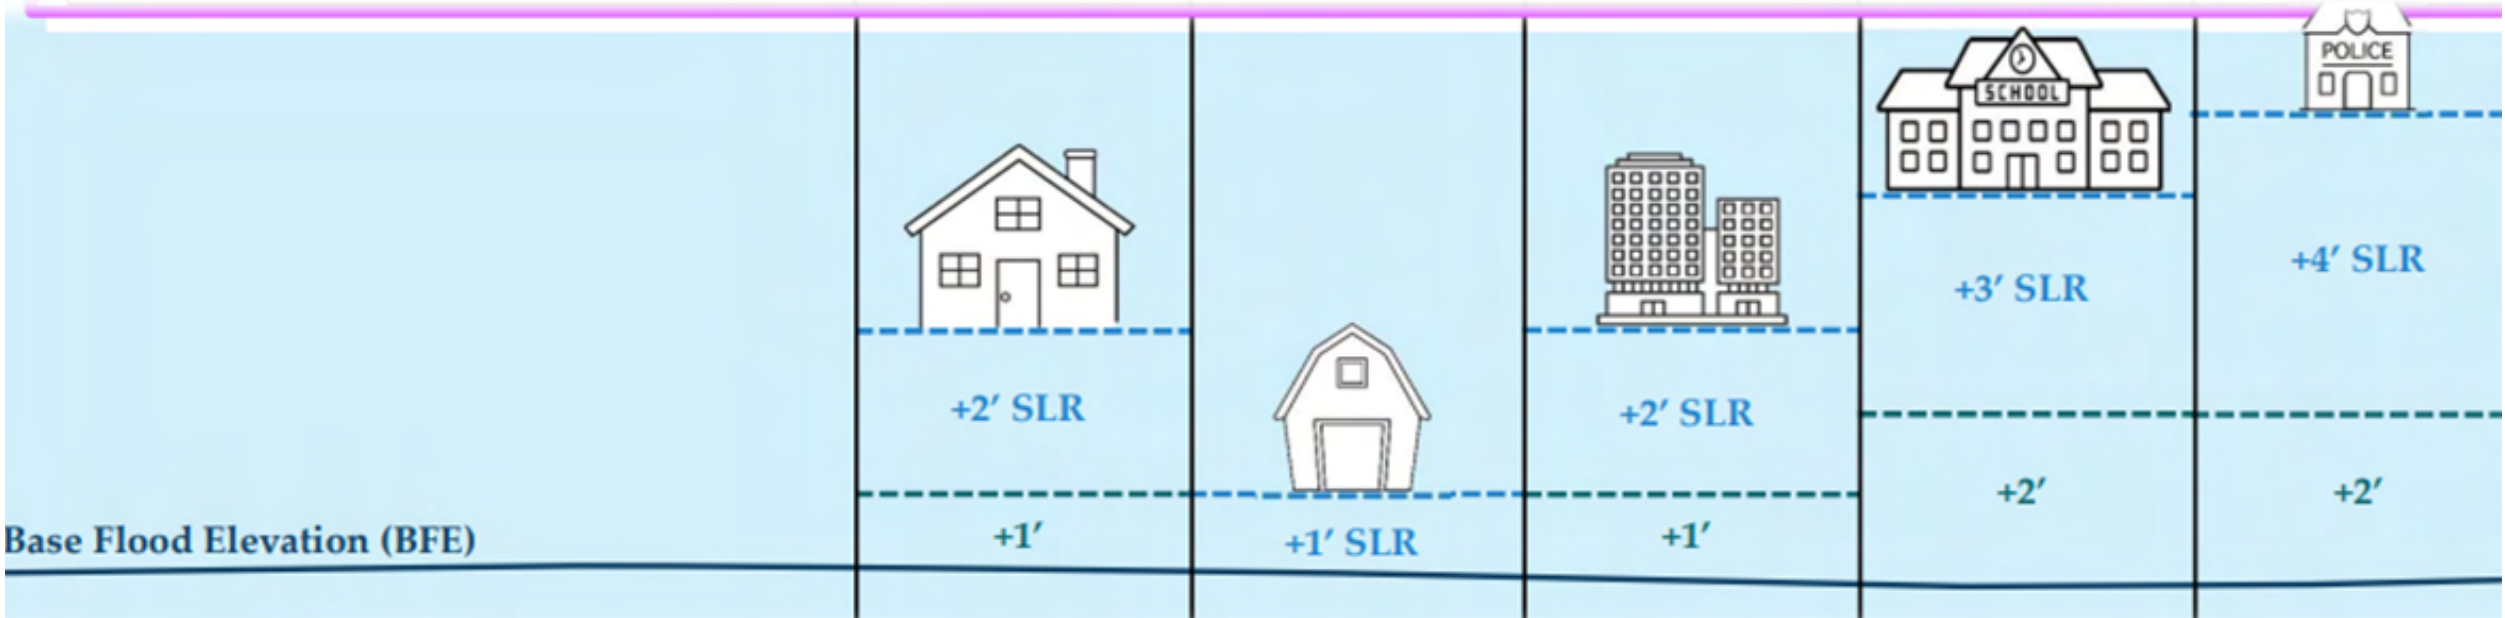 POLICE
SCHOOL
+4′ SLR
+3′ SLR
+2′ SLR
+2′ SLR
+2′
+2′
Base Flood Elevation (BFE)
+1′
+1′ SLR
+1′